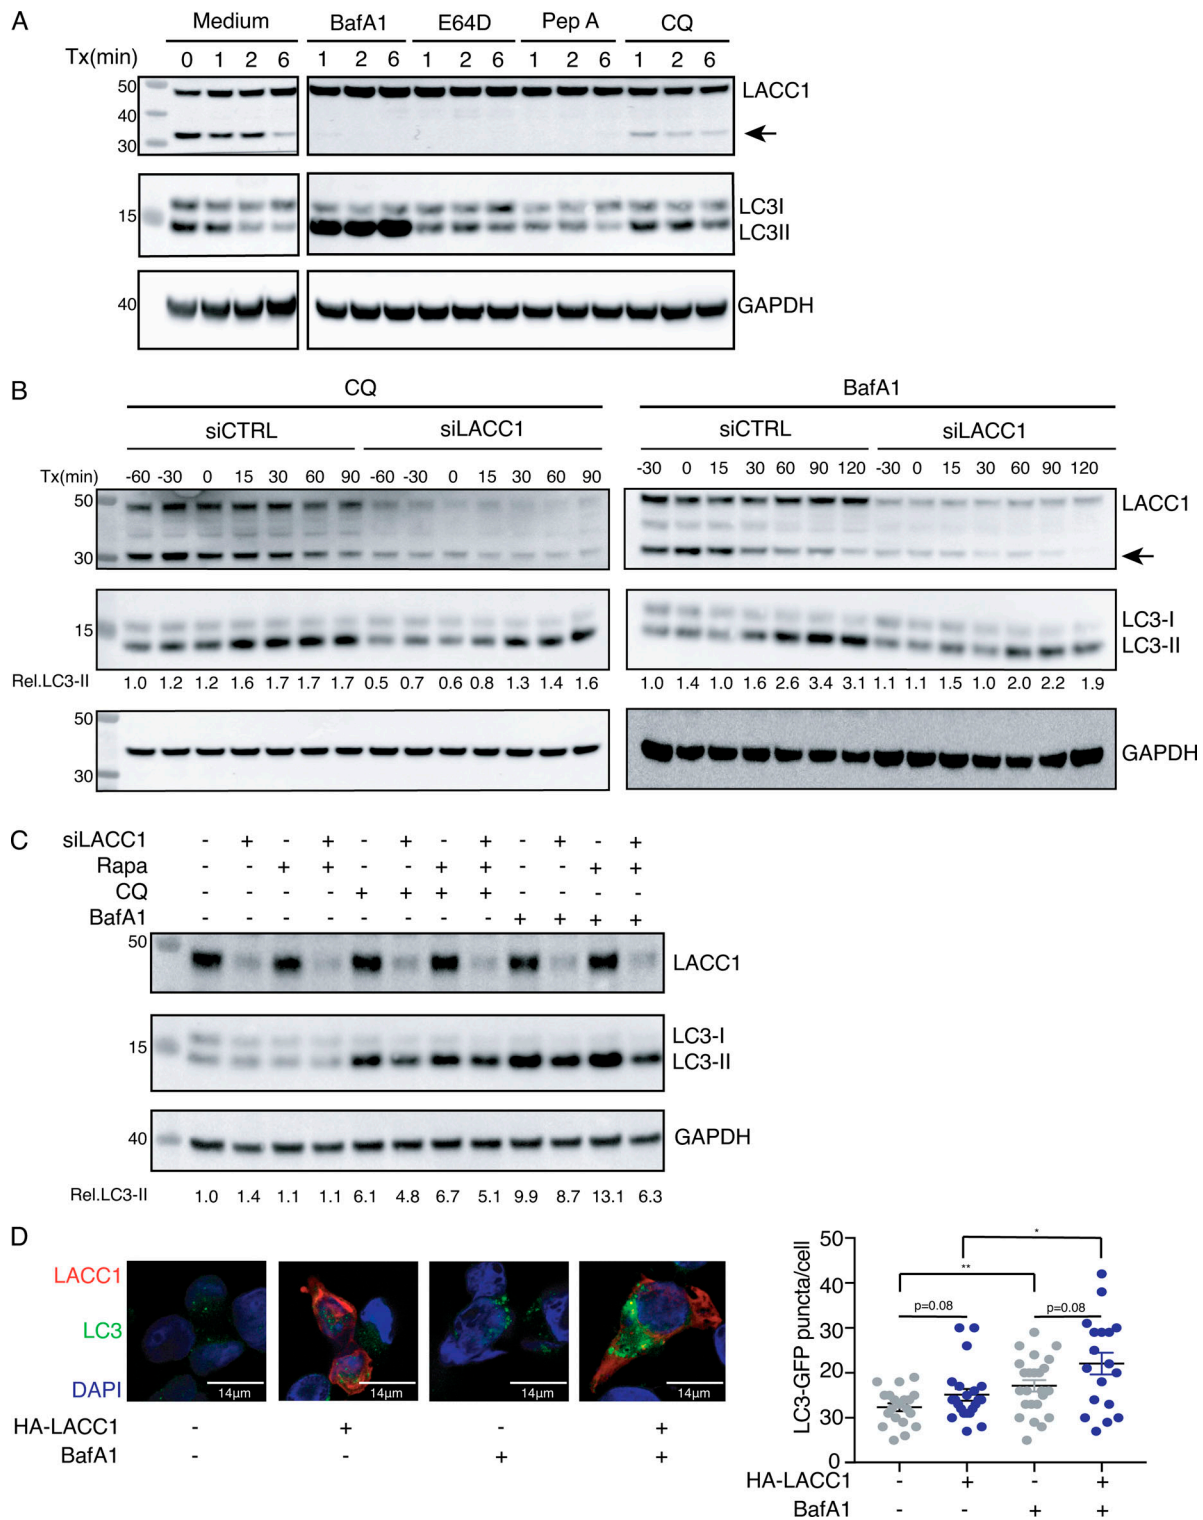 A
Medium BafA1 E64D Pep A CQ
Tx(min) 0 1 2 6 1 2 6 1 2 6 1 2 6 1 2 6
50 LACC1
40
30
15 LC3I
LC3II
40 GAPDH
B
CQ BafA1
siCTRL siLACC1 siCTRL siLACC1
Tx(min) -60 -30 0 15 30 60 90 -60 -30 0 15 30 60 90 -30 0 15 30 60 90 120 -30 0 15 30 60 90 120
50 LACC1
30
15 LC3-I
LC3-II
Rel.LC3-II 1.0 1.2 1.2 1.6 1.7 1.7 1.7 0.5 0.7 0.6 0.8 1.3 1.4 1.6 1.0 1.4 1.0 1.6 2.6 3.4 3.1 1.1 1.1 1.5 1.0 2.0 2.2 1.9
50
GAPDH
30
C
siLACC1 - + - + - + - + - + - +
Rapa - - + + - - + + - - + +
CQ - - - - + + + + - - - -
BafA1 - - - - - - - - + + + +
50
LACC1
LC3-I
15
LC3-II
40 GAPDH
Rel.LC3-II 1.0 1.4 1.1 1.1 6.1 4.8 6.7 5.1 9.9 8.7 13.1 6.3
D
LACC1
LC3
DAPI
14μm 14μm 14μm 14μm
HA-LACC1 - + - +
BafA1 - - + +
LC3-GFP puncta/cell
50
40
30
20
30
0
*
**
p=0.08 p=0.08
HA-LACC1 - + - +
BafA1 - - + +